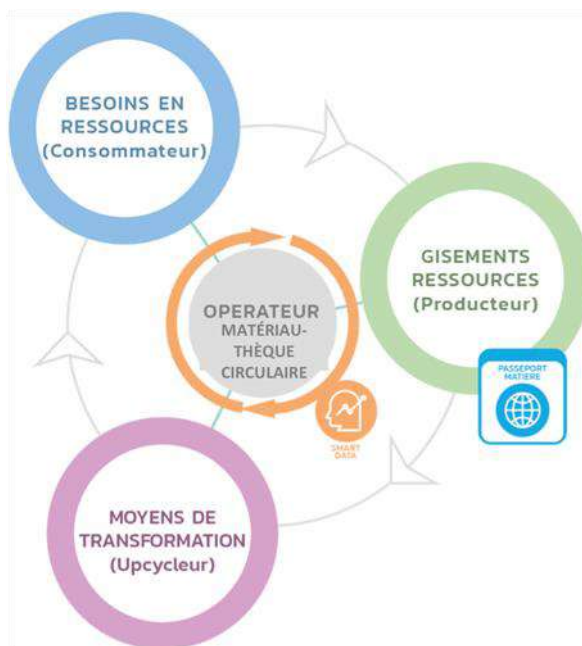 BESOINS EN
RESSOURCES
(Consommateur)
GISEMENTS
RESSOURCES
(Producteur)
OPERATEUR
MATÉRIAU-
THÈQUE
CIRCULAIRE
PASSEPORT
MATIERE
SMART
DATA
MOYENS DE
TRANSFORMATION
(Upcycleur)